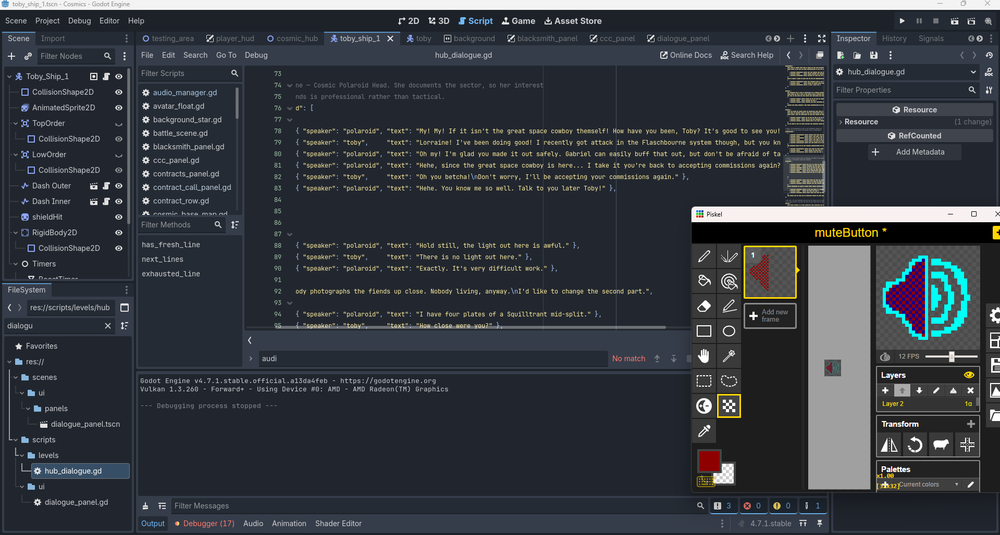 toby_ship_1.tscn - Cosmics - Godot Engine
Scene Project Debug Editor Help
2D 3D Script Game Asset Store
Scene Import
testing_area player_hud cosmic_hub toby_ship_1 toby background blacksmith_panel ccc_panel dialogue_panel
Inspector History Signals
Filter Nodes
File Edit Search Go To Debug
hub_dialogue.gd
Online Docs Search Help
Toby_Ship_1
CollisionShape2D
AnimatedSprite2D
TopOrder
CollisionShape2D
LowOrder
CollisionShape2D
Dash Outer
Dash Inner
shieldHit
RigidBody2D
CollisionShape2D
Timers
Filter Scripts
audio_manager.gd
avatar_float.gd
background_star.gd
battle_scene.gd
blacksmith_panel.gd
ccc_panel.gd
contracts_panel.gd
contract_call_panel.gd
contract_row.gd
cosmic_base_map.gd
Filter Methods
has_fresh_line
next_lines
exhausted_line
73
74 ne — Cosmic Polaroid Head. She documents the sector, so her interest
75 nds is professional rather than tactical.
76 d": [
77
78 { "speaker": "polaroid", "text": "My! My! If it isn't the great space cowboy themself! How have you been, Toby? It's good to see you!
79 { "speaker": "toby", "text": "Lorraine! I've been doing good! I recently got attack in the Flaschbourne system though, but you kn
80 { "speaker": "polaroid", "text": "Oh my! I'm glad you made it out safely. Gabriel can easily buff that out, but don't be afraid of ta
81 { "speaker": "polaroid", "text": "Hehe, since the great space cowboy is here... I take it you're back to accepting commissions again?
82 { "speaker": "toby", "text": "Oh you betcha!\nDon't worry, I'll be accepting your commissions again." },
83 { "speaker": "polaroid", "text": "Hehe. You know me so well. Talk to you later Toby!" },
84
85
86
87
88 { "speaker": "polaroid", "text": "Hold still, the light out here is awful." },
89 { "speaker": "toby", "text": "There is no light out here." },
90 { "speaker": "polaroid", "text": "Exactly. It's very difficult work." },
91
92 ody photographs the fiends up close. Nobody living, anyway.\nI'd like to change the second part.",
93
94 { "speaker": "polaroid", "text": "I have four plates of a Squilltrant mid-split." },
95 { "speaker": "toby", "text": "How close were you?" },
audi
No match
hub_dialogue.gd
Filter Properties
Resource
Resource (1 change)
RefCounted
Add Metadata
FileSystem
res://scripts/levels/hub
dialogu
Favorites
res://
scenes
ui
panels
dialogue_panel.tscn
scripts
levels
hub_dialogue.gd
ui
dialogue_panel.gd
Godot Engine v4.7.1.stable.official.a13da4feb - https://godotengine.org
Vulkan 1.3.260 - Forward+ - Using Device #0: AMD - AMD Radeon(TM) Graphics
--- Debugging process stopped ---
Filter Messages
3 0 0 1
Output Debugger (17) Audio Animation Shader Editor
4.7.1.stable
Piskel
muteButton *
1
Add new
frame
12 FPS
Layers
Layer 2 1α
Transform
Palettes
x1.00
[32x32]
Current colors